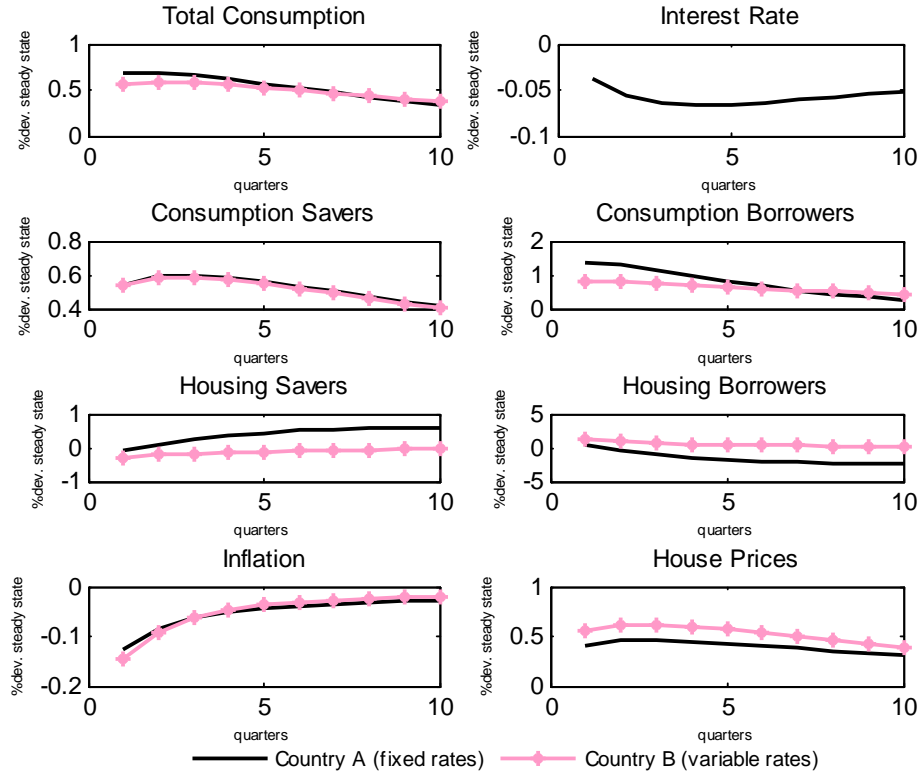 Total Consumption
%dev. steady state
1
0.5
0
0
5
10
quarters
Interest Rate
%dev. steady state
0
-0.05
-0.1
0
5
10
quarters
Consumption Savers
%dev. steady state
0.8
0.6
0.4
0
5
10
quarters
Consumption Borrowers
%dev. steady state
2
1
0
0
5
10
quarters
Housing Savers
%dev. steady state
1
0
-1
0
5
10
quarters
Housing Borrowers
%dev. steady state
5
0
-5
0
5
10
quarters
Inflation
%dev. steady state
0
-0.1
-0.2
0
5
10
House Prices
%dev. steady state
1
0.5
0
0
5
10
Country A (fixed rates)
Country B (variable rates)